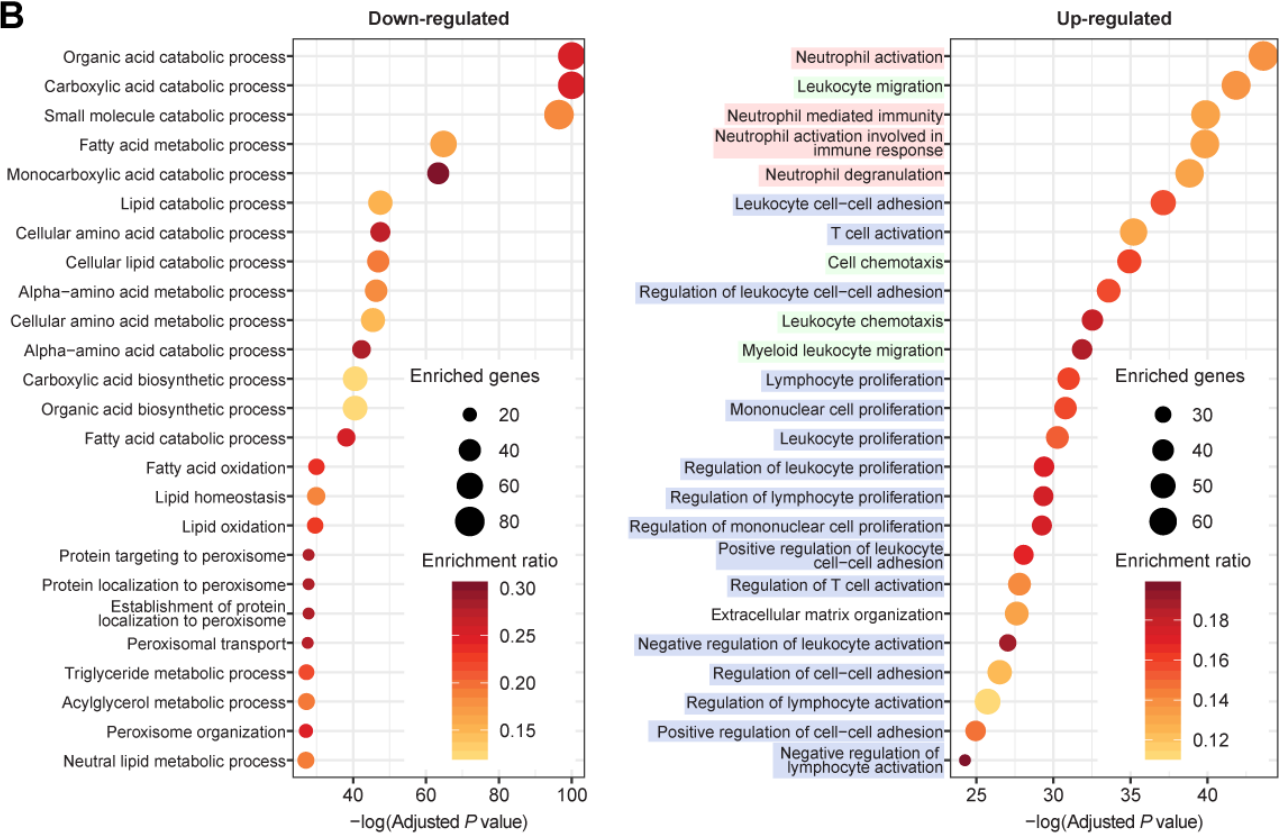 B
Down-regulated
Organic acid catabolic process
Carboxylic acid catabolic process
Small molecule catabolic process
Fatty acid metabolic process
Monocarboxylic acid catabolic process
Lipid catabolic process
Cellular amino acid catabolic process
Cellular lipid catabolic process
Alpha−amino acid metabolic process
Cellular amino acid metabolic process
Alpha−amino acid catabolic process
Carboxylic acid biosynthetic process
Organic acid biosynthetic process
Fatty acid catabolic process
Fatty acid oxidation
Lipid homeostasis
Lipid oxidation
Protein targeting to peroxisome
Protein localization to peroxisome
Establishment of protein
localization to peroxisome
Peroxisomal transport
Triglyceride metabolic process
Acylglycerol metabolic process
Peroxisome organization
Neutral lipid metabolic process
Enriched genes
20
40
60
80
Enrichment ratio
0.30
0.25
0.20
0.15
40 60 80 100
−log(Adjusted P value)
Up-regulated
Neutrophil activation
Leukocyte migration
Neutrophil mediated immunity
Neutrophil activation involved in
immune response
Neutrophil degranulation
Leukocyte cell−cell adhesion
T cell activation
Cell chemotaxis
Regulation of leukocyte cell−cell adhesion
Leukocyte chemotaxis
Myeloid leukocyte migration
Lymphocyte proliferation
Mononuclear cell proliferation
Leukocyte proliferation
Regulation of leukocyte proliferation
Regulation of lymphocyte proliferation
Regulation of mononuclear cell proliferation
Positive regulation of leukocyte
cell−cell adhesion
Regulation of T cell activation
Extracellular matrix organization
Negative regulation of leukocyte activation
Regulation of cell−cell adhesion
Regulation of lymphocyte activation
Positive regulation of cell−cell adhesion
Negative regulation of
lymphocyte activation
Enriched genes
30
40
50
60
Enrichment ratio
0.18
0.16
0.14
0.12
25 30 35 40
−log(Adjusted P value)